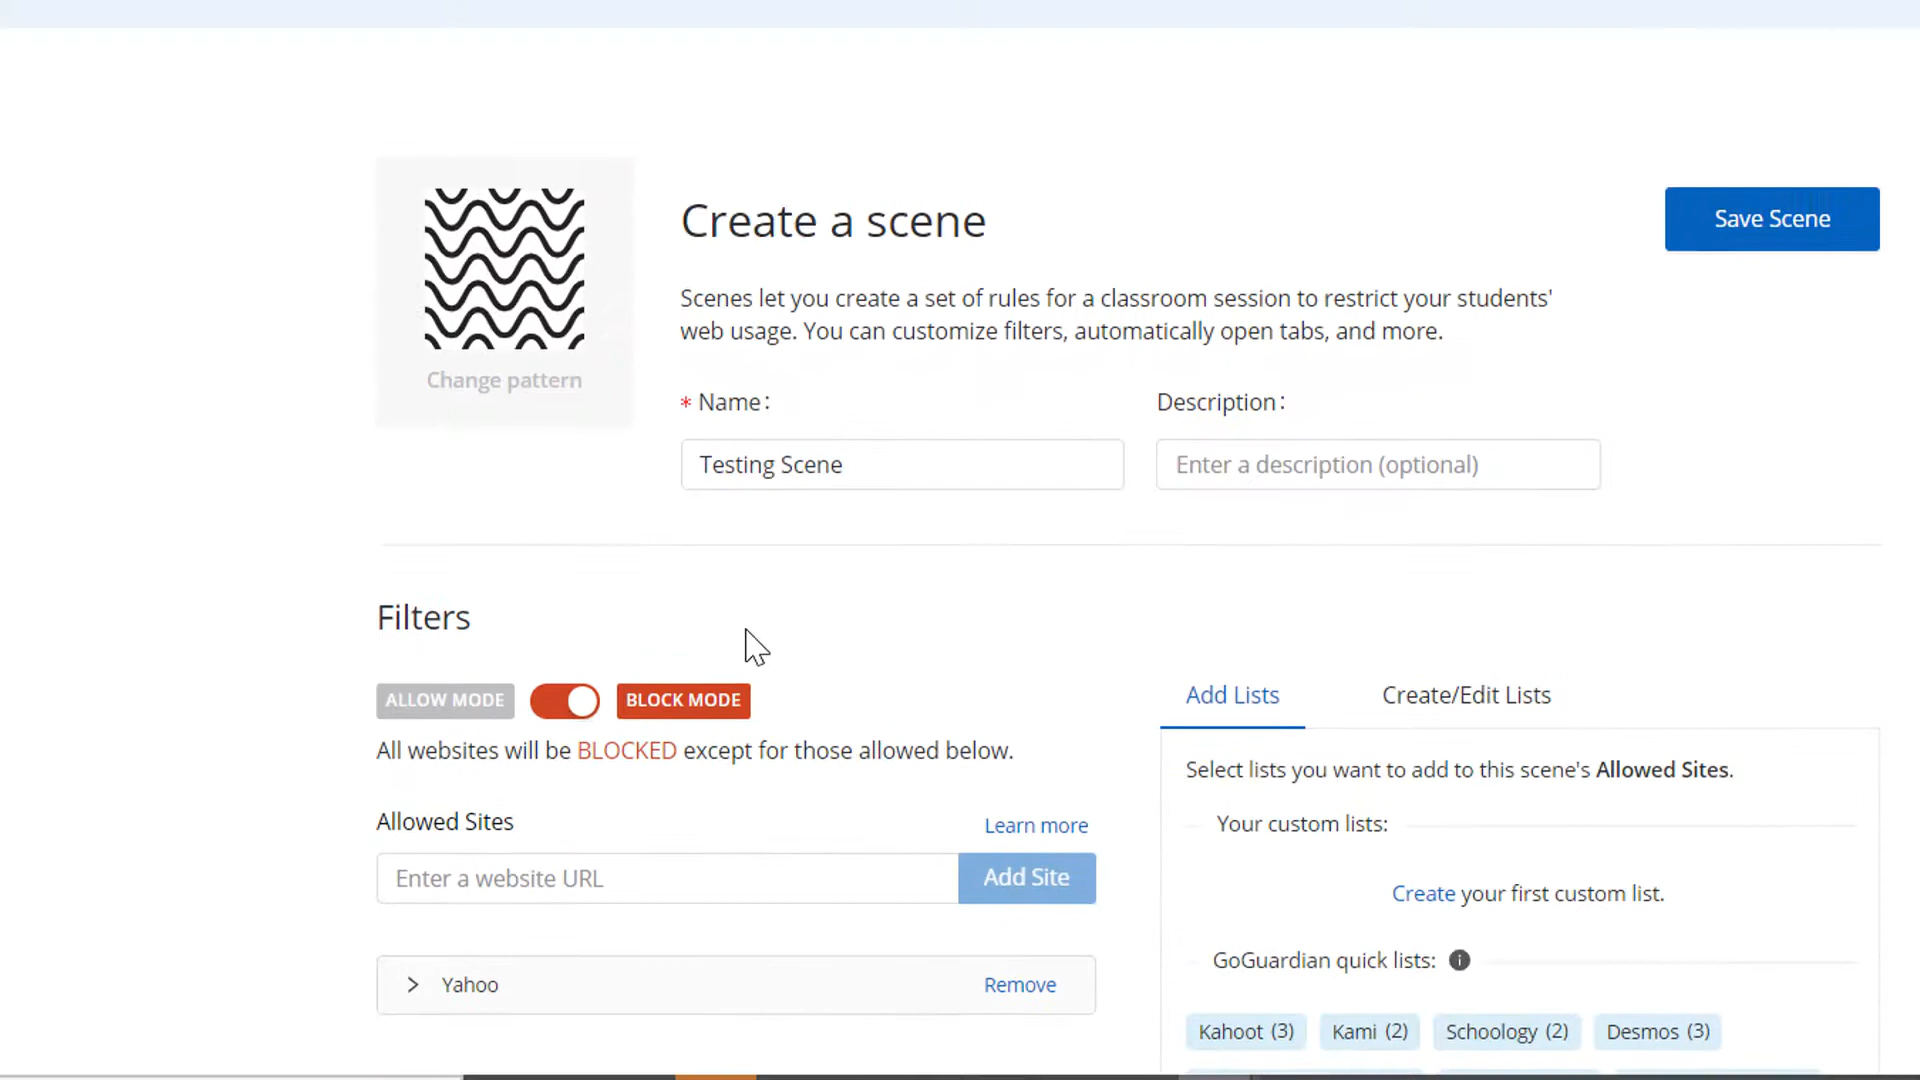 Change pattern
Create a scene
Save Scene
Scenes let you create a set of rules for a classroom session to restrict your students'
web usage. You can customize filters, automatically open tabs, and more.
* Name:
Description:
Testing Scene
Enter a description (optional)
Filters
ALLOW MODE
BLOCK MODE
All websites will be BLOCKED except for those allowed below.
Allowed Sites
Learn more
Enter a website URL
Add Site
Yahoo
Remove
Add Lists
Create/Edit Lists
Select lists you want to add to this scene's Allowed Sites.
Your custom lists:
Create your first custom list.
GoGuardian quick lists:
Kahoot (3)
Kami (2)
Schoology (2)
Desmos (3)